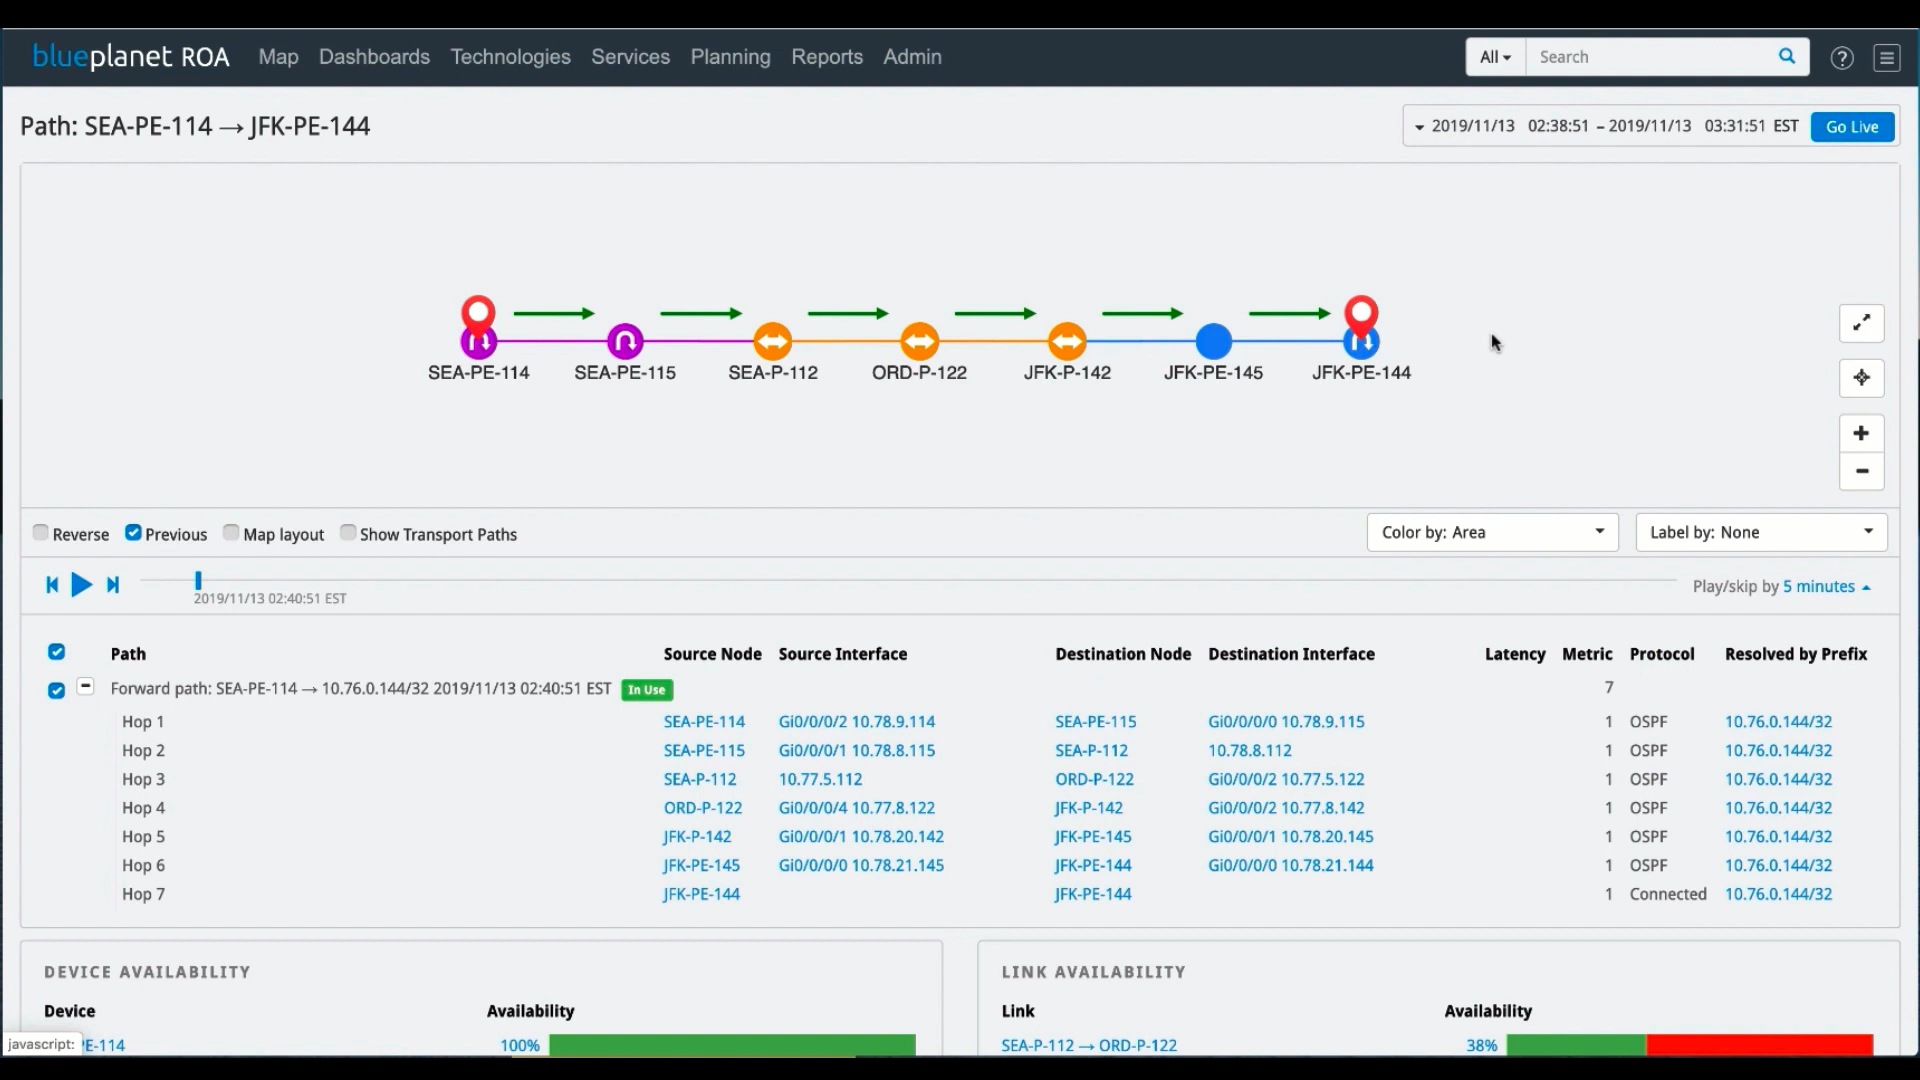 blueplanet ROA Map Dashboards Technologies Services Planning Reports Admin All Search ?
Path: SEA-PE-114 → JFK-PE-144 2019/11/13 02:38:51 – 2019/11/13 03:31:51 EST Go Live
SEA-PE-114 SEA-PE-115 SEA-P-112 ORD-P-122 JFK-P-142 JFK-PE-145 JFK-PE-144
Reverse Previous Map layout Show Transport Paths Color by: Area Label by: None
Play/skip by 5 minutes
2019/11/13 02:40:51 EST
Path Source Node Source Interface Destination Node Destination Interface Latency Metric Protocol Resolved by Prefix
Forward path: SEA-PE-114 → 10.76.0.144/32 2019/11/13 02:40:51 EST In Use 7
Hop 1 SEA-PE-114 Gi0/0/0/2 10.78.9.114 SEA-PE-115 Gi0/0/0/0 10.78.9.115 1 OSPF 10.76.0.144/32
Hop 2 SEA-PE-115 Gi0/0/0/1 10.78.8.115 SEA-P-112 10.78.8.112 1 OSPF 10.76.0.144/32
Hop 3 SEA-P-112 10.77.5.112 ORD-P-122 Gi0/0/0/2 10.77.5.122 1 OSPF 10.76.0.144/32
Hop 4 ORD-P-122 Gi0/0/0/4 10.77.8.122 JFK-P-142 Gi0/0/0/2 10.77.8.142 1 OSPF 10.76.0.144/32
Hop 5 JFK-P-142 Gi0/0/0/1 10.78.20.142 JFK-PE-145 Gi0/0/0/1 10.78.20.145 1 OSPF 10.76.0.144/32
Hop 6 JFK-PE-145 Gi0/0/0/0 10.78.21.145 JFK-PE-144 Gi0/0/0/0 10.78.21.144 1 OSPF 10.76.0.144/32
Hop 7 JFK-PE-144 JFK-PE-144 1 Connected 10.76.0.144/32
DEVICE AVAILABILITY
Device Availability
javascript: E-114 100%
LINK AVAILABILITY
Link Availability
SEA-P-112 → ORD-P-122 38%